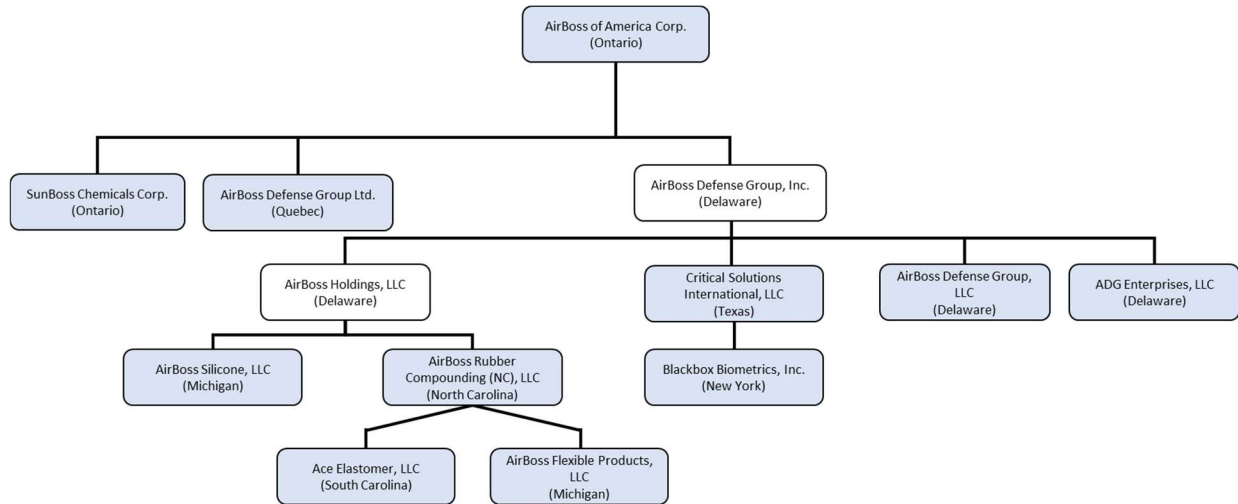 AirBoss of America Corp.
(Ontario)
SunBoss Chemicals Corp.
(Ontario)
AirBoss Defense Group Ltd.
(Quebec)
AirBoss Defense Group, Inc.
(Delaware)
AirBoss Holdings, LLC
(Delaware)
Critical Solutions
International, LLC
(Texas)
AirBoss Defense Group,
LLC
(Delaware)
ADG Enterprises, LLC
(Delaware)
AirBoss Silicone, LLC
(Michigan)
AirBoss Rubber
Compounding (NC), LLC
(North Carolina)
Blackbox Biometrics, Inc.
(New York)
Ace Elastomer, LLC
(South Carolina)
AirBoss Flexible Products,
LLC
(Michigan)